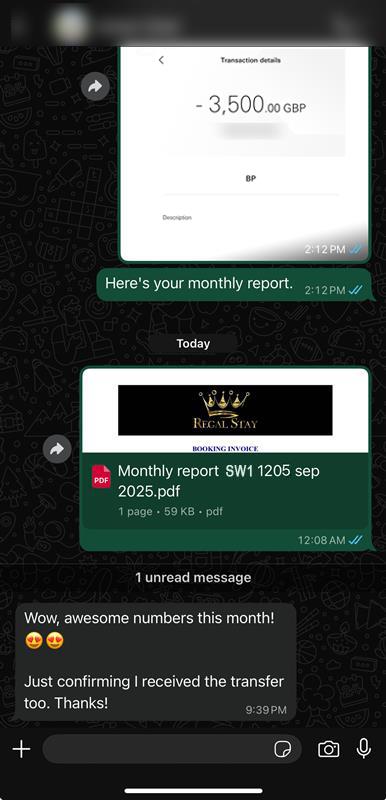 Transaction details
- 3,500.00 GBP
BP
Description
2:12 PM
Here's your monthly report. 2:12 PM
Today
REGAL STAY
BOOKING INVOICE
PDF
Monthly report SW1 1205 sep
2025.pdf
1 page • 59 KB • pdf
12:08 AM
1 unread message
Wow, awesome numbers this month!
😍😍
Just confirming I received the transfer
too. Thanks!
9:39 PM